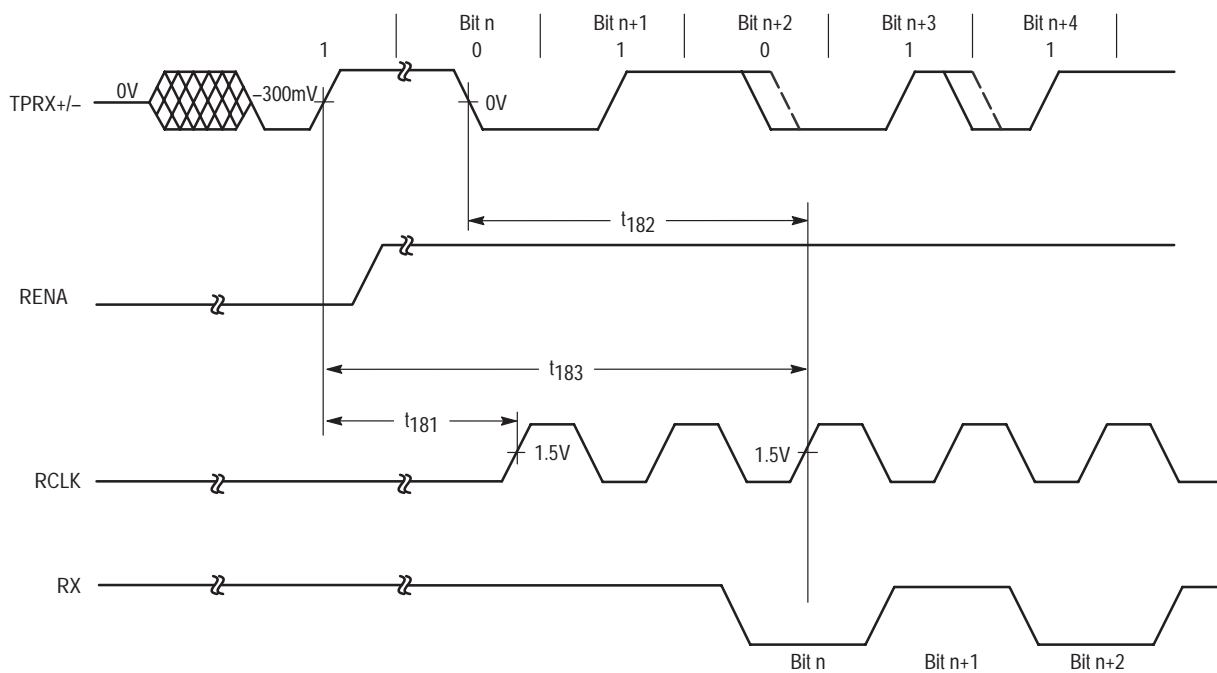 Bit n Bit n+1 Bit n+2 Bit n+3 Bit n+4
1 0 1 0 1 1
TPRX+/– 0V –300mV 0V
t182
RENA
t183
t181
RCLK 1.5V 1.5V
RX
Bit n Bit n+1 Bit n+2